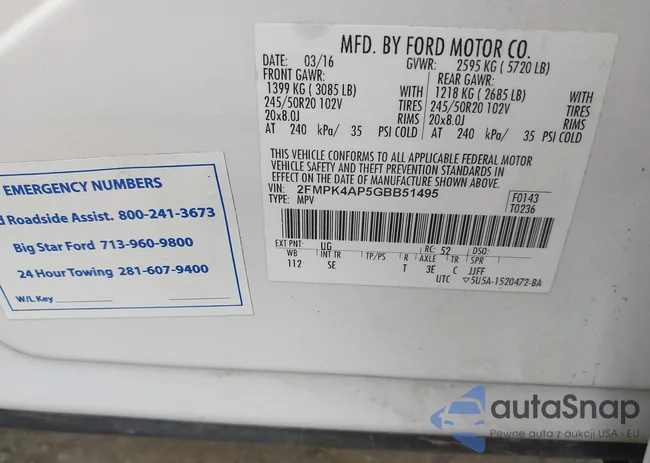 MFD. BY FORD MOTOR CO.
DATE: 03/16 GVWR: 2595 KG ( 5720 LB)
FRONT GAWR: REAR GAWR:
1399 KG ( 3085 LB) WITH 1218 KG ( 2685 LB) WITH
245/50R20 102V TIRES 245/50R20 102V TIRES
20x8.0J RIMS 20x8.0J RIMS
AT 240 kPa/ 35 PSI COLD AT 240 kPa/ 35 PSI COLD
THIS VEHICLE CONFORMS TO ALL APPLICABLE FEDERAL MOTOR
VEHICLE SAFETY AND THEFT PREVENTION STANDARDS IN
EFFECT ON THE DATE OF MANUFACTURE SHOWN ABOVE.
VIN: 2FMPK4AP5GBB51495 F0143
TYPE: MPV T0236
EXT PNT: UG RC: 52 DSO:
WB INT TR TP/PS R AXLE TR SPR
112 SE T 3E C JJFF
UTC ▽5U5A-1520472-BA
EMERGENCY NUMBERS
Roadside Assist. 800-241-3673
Big Star Ford 713-960-9800
24 Hour Towing 281-607-9400
W/L Key
autaSnap
Pewne auta z aukcji USA i EU